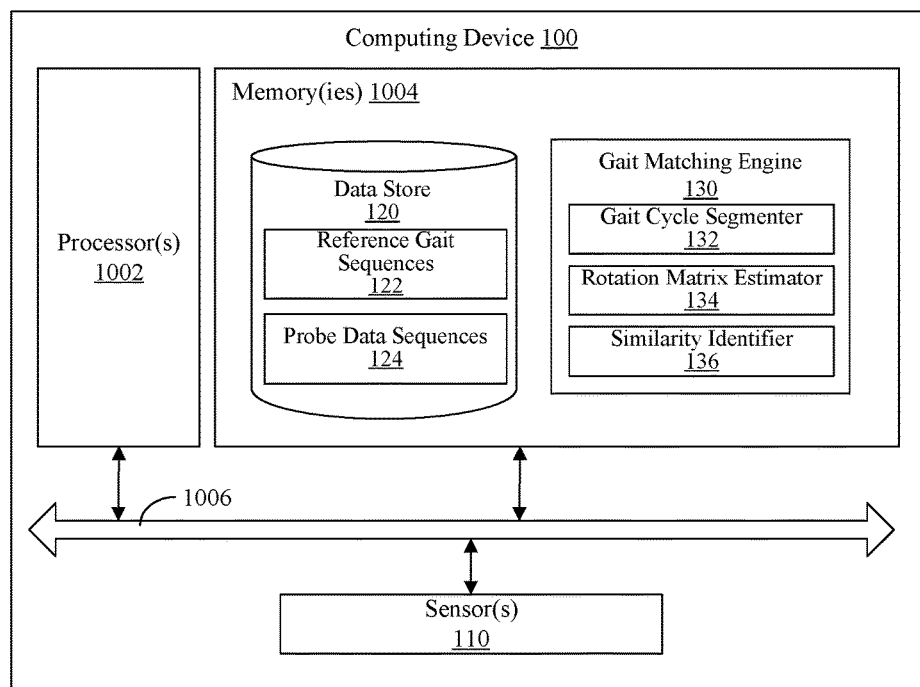 Computing Device 100
Memory(ies) 1004
Processor(s)
1002
Data Store
120
Reference Gait
Sequences
122
Probe Data Sequences
124
Gait Matching Engine
130
Gait Cycle Segmenter
132
Rotation Matrix Estimator
134
Similarity Identifier
136
1006
Sensor(s)
110